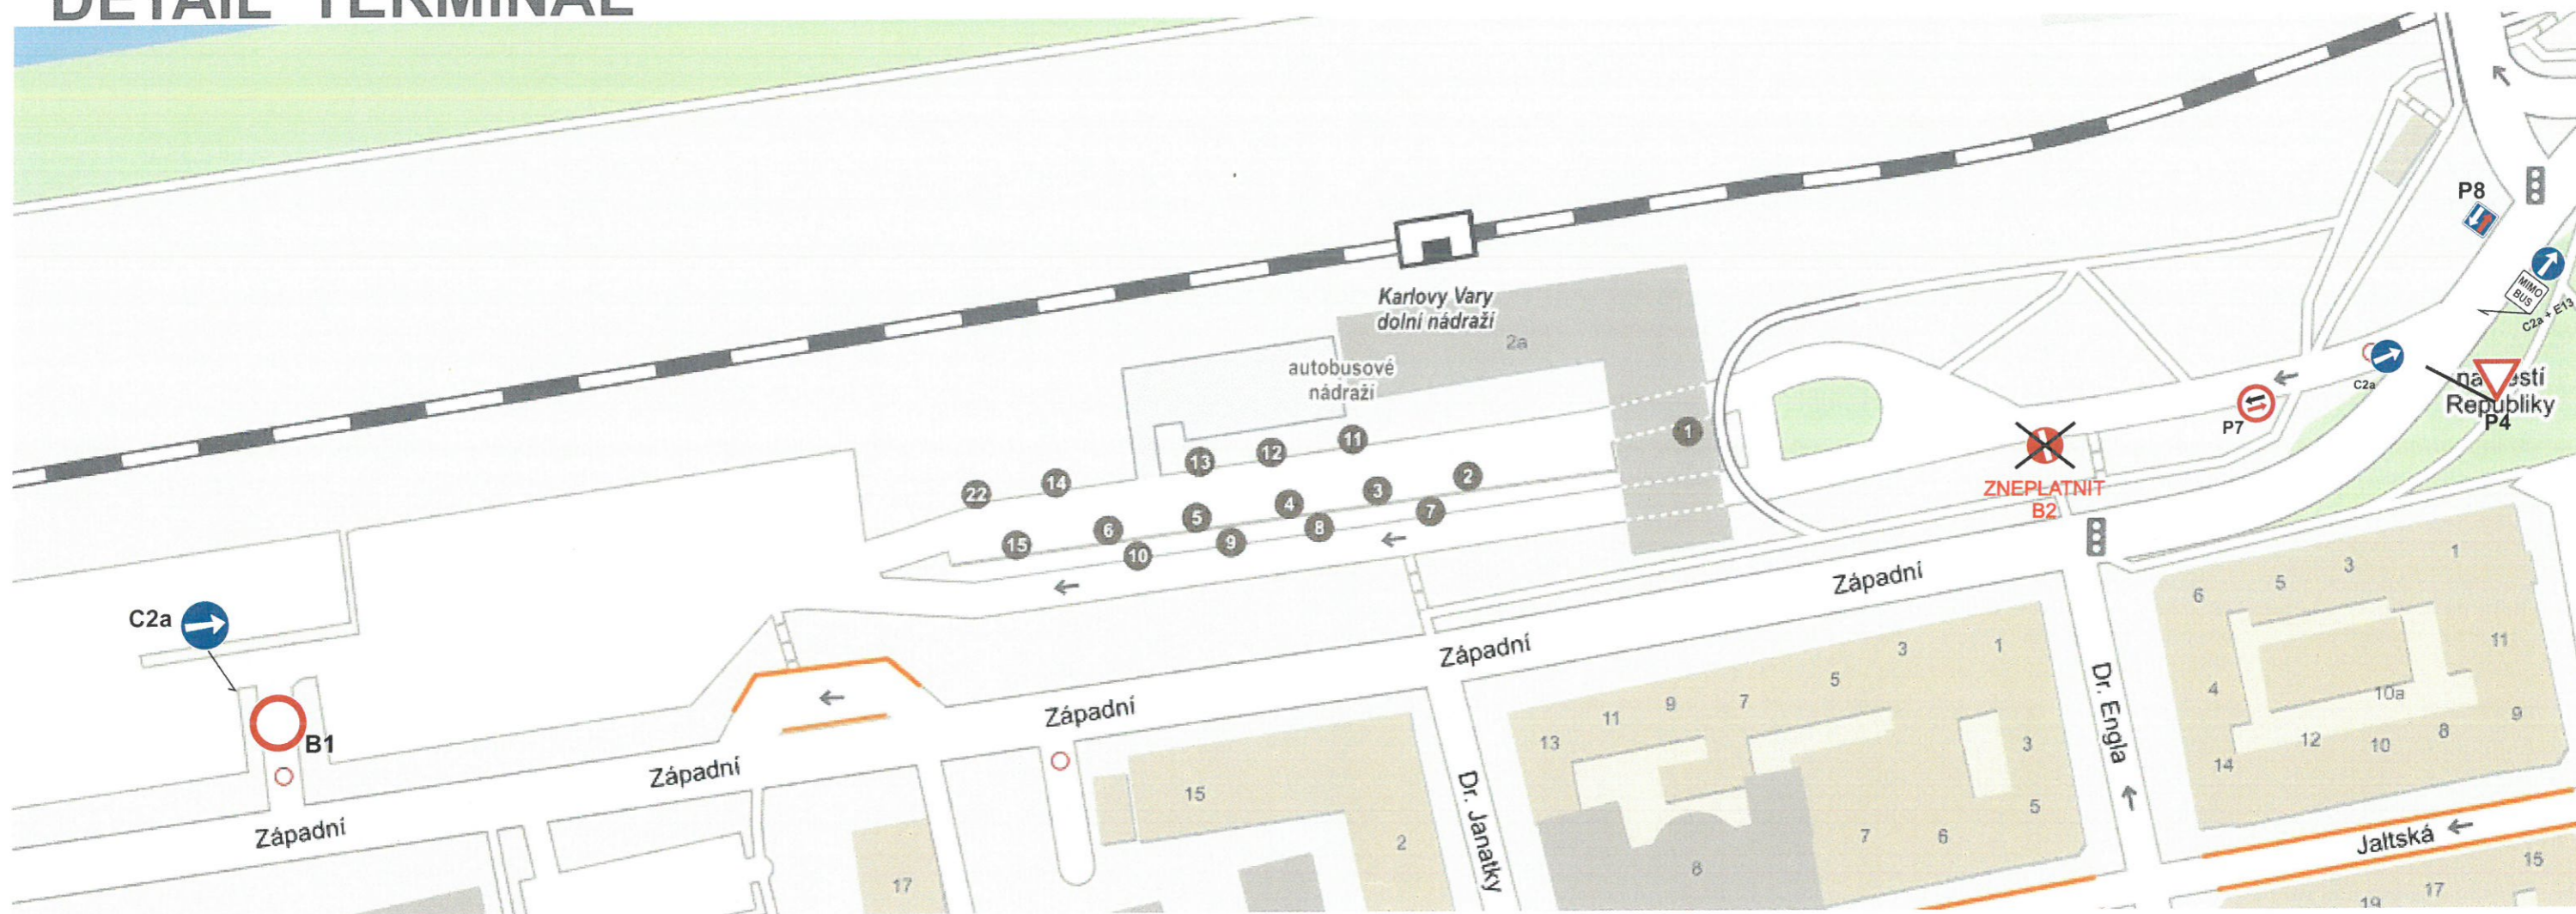 DETAIL TERMINÁL
P8
MIMO
BUS
C2a + E13
Karlovy Vary
dolní nádraží
2a
autobusové
nádraží
C2a
P7
Republiky
P4
1
11
12
13
14
22
2
3
4
5
6
15
7
8
9
10
ZNEPLATNIT
B2
C2a
B1
Západní
Západní
Západní
Západní
Západní
Dr. Janatky
Dr. Engla
Jaltská
15
2
17
13
11
9
7
5
3
1
3
5
6
7
8
6
5
3
1
11
9
8
10
10a
12
14
4
15
17
19